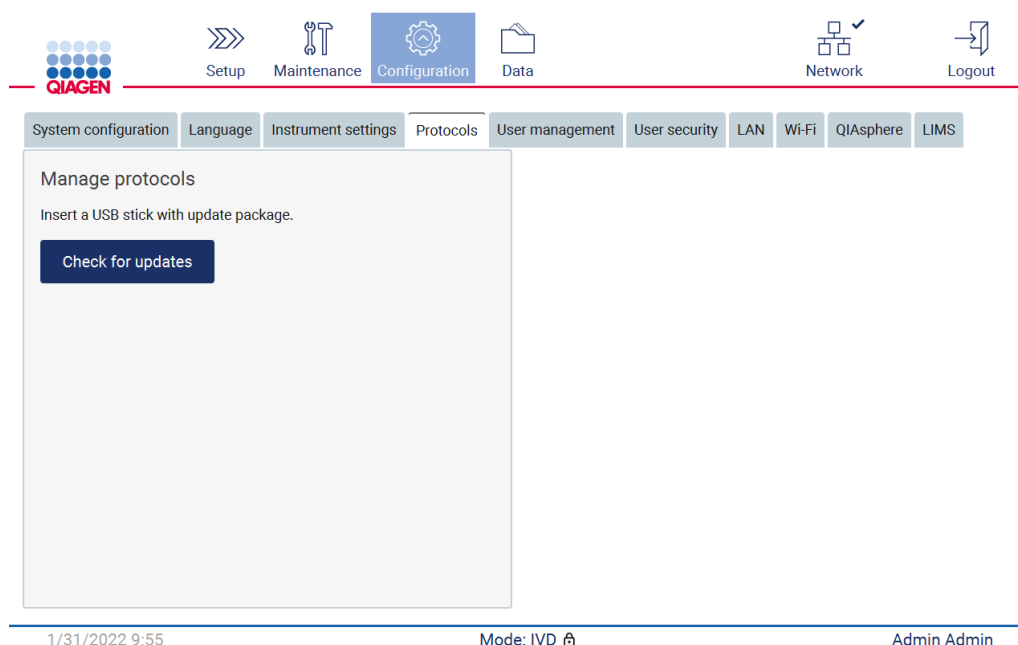 QIAGEN
Setup
Maintenance
Configuration
Data
Network
Logout
System configuration
Language
Instrument settings
Protocols
User management
User security
LAN
Wi-Fi
QIAsphere
LIMS
Manage protocols
Insert a USB stick with update package.
Check for updates
1/31/2022 9:55
Mode: IVD
Admin Admin